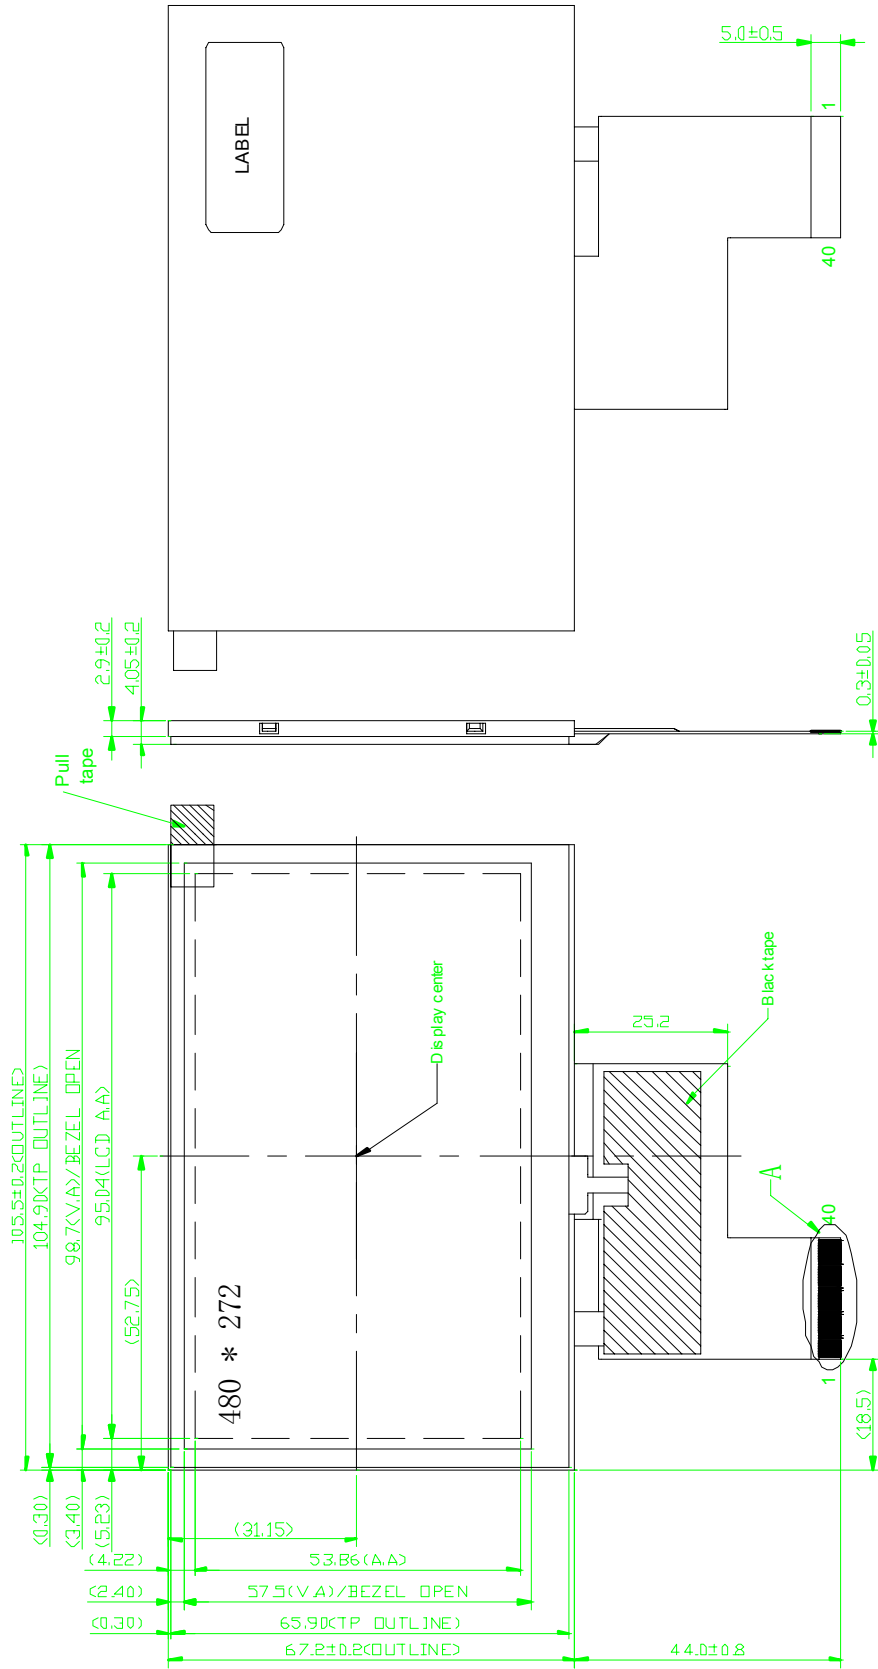 5.0±0.5
LABEL
1
40
2.9±0.2
4.05±0.2
0.3±0.05
Pull
tape
105.5±0.2(OUTLINE)
104.90(TP OUTLINE)
98.7(V.A)/BEZEL OPEN
95.04(LCD A.A)
(52.75)
Display center
480 * 272
25.2
Black tape
A
40
1
(18.5)
(0.30)
(3.40)
(5.23)
(31.15)
(4.22)
53.86(A.A)
(2.40)
57.5(V.A)/BEZEL OPEN
(0.30)
65.90(TP OUTLINE)
67.2±0.2(OUTLINE)
44.0±0.8